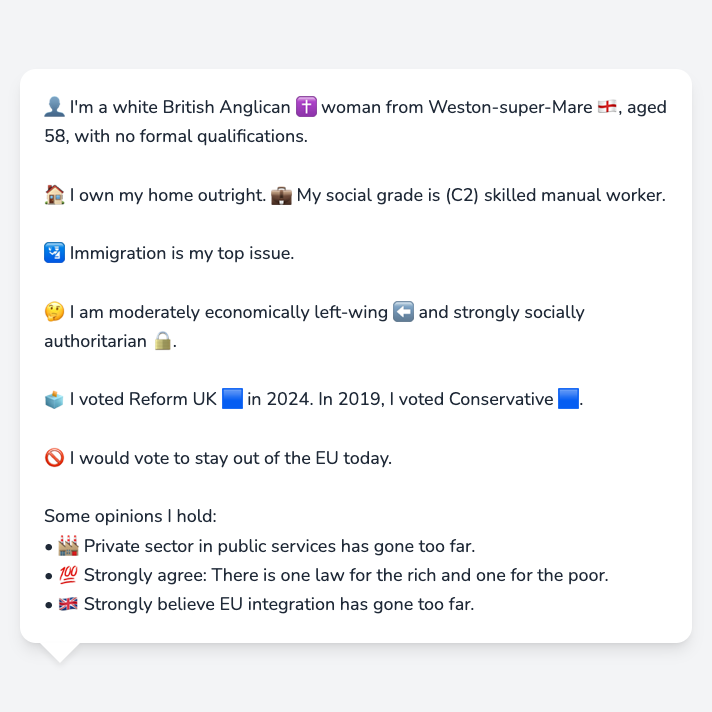 👤 I'm a white British Anglican ✝️ woman from Weston-super-Mare 🏴󠁧󠁢󠁥󠁮󠁧󠁿, aged
58, with no formal qualifications.
🏠 I own my home outright. 💼 My social grade is (C2) skilled manual worker.
🛂 Immigration is my top issue.
🤔 I am moderately economically left-wing ⬅️ and strongly socially
authoritarian 🔒.
🗳️ I voted Reform UK 🟦 in 2024. In 2019, I voted Conservative 🟦.
🚫 I would vote to stay out of the EU today.
Some opinions I hold:
• 🏭 Private sector in public services has gone too far.
• 💯 Strongly agree: There is one law for the rich and one for the poor.
• 🇬🇧 Strongly believe EU integration has gone too far.